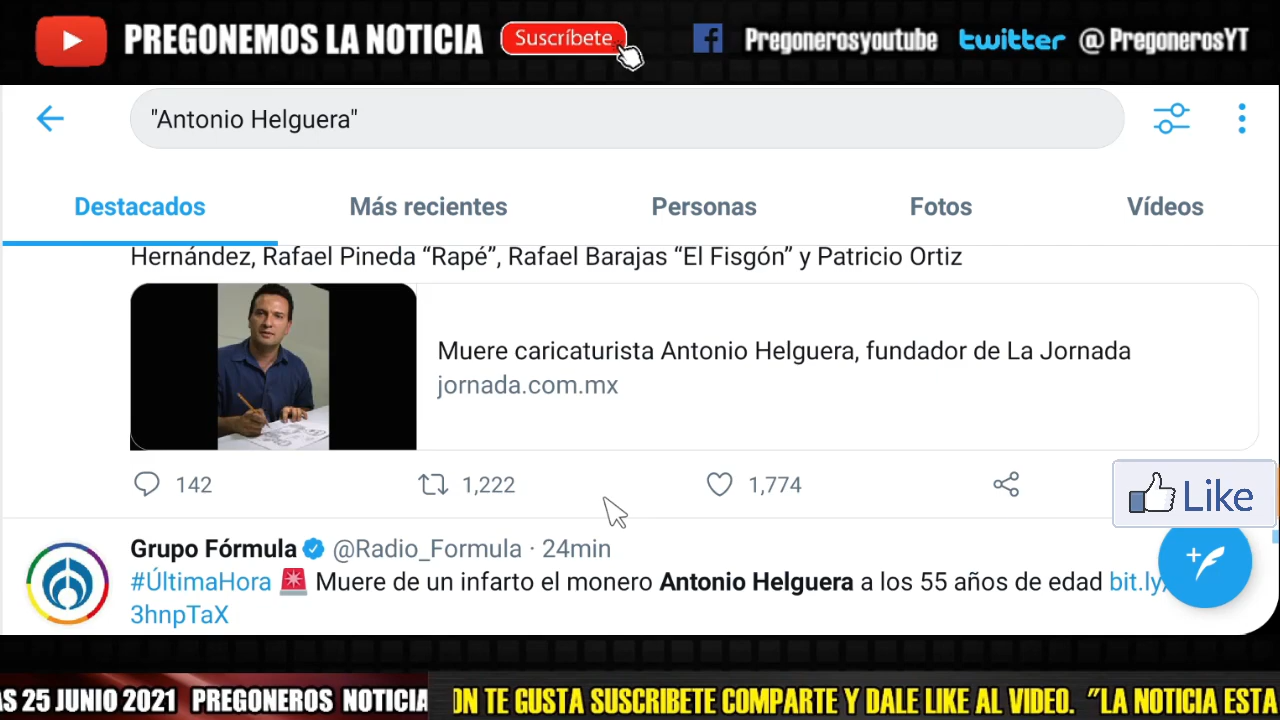 PREGONEMOS LA NOTICIA Suscríbete Pregonerosyoutube twitter @PregonerosYT
"Antonio Helguera"
Destacados Más recientes Personas Fotos Vídeos
Hernández, Rafael Pineda “Rapé”, Rafael Barajas “El Fisgón” y Patricio Ortiz
Muere caricaturista Antonio Helguera, fundador de La Jornada
jornada.com.mx
142 1,222 1,774
Like
Grupo Fórmula @Radio_Formula · 24min
#ÚltimaHora Muere de un infarto el monero Antonio Helguera a los 55 años de edad bit.ly/
3hnpTaX
AS 25 JUNIO 2021 PREGONEROS NOTICIA
ON TE GUSTA SUSCRIBETE COMPARTE Y DALE LIKE AL VIDEO. "LA NOTICIA ESTA